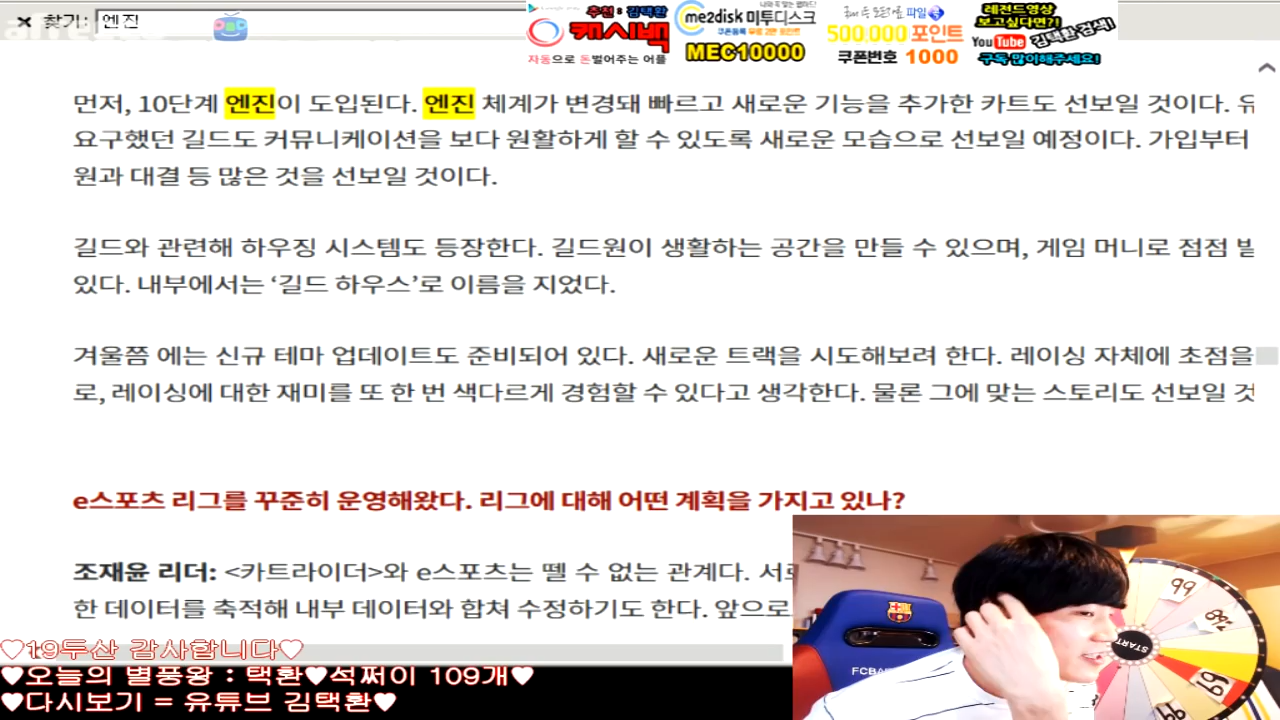 찾기: 엔진
추천 : 김택환
캐시백
자동으로 돈벌어주는 어플
me2disk 미투디스크
MEC10000
500,000 포인트
쿠폰번호 1000
레전드영상
보고싶다면?!
YouTube 김택환 검색!
구독 많이해주세요!
먼저, 10단계 엔진이 도입된다. 엔진 체계가 변경돼 빠르고 새로운 기능을 추가한 카트도 선보일 것이다. 유
요구했던 길드도 커뮤니케이션을 보다 원활하게 할 수 있도록 새로운 모습으로 선보일 예정이다. 가입부터
원과 대결 등 많은 것을 선보일 것이다.
길드와 관련해 하우징 시스템도 등장한다. 길드원이 생활하는 공간을 만들 수 있으며, 게임 머니로 점점 발
있다. 내부에서는 ‘길드 하우스’로 이름을 지었다.
겨울쯤 에는 신규 테마 업데이트도 준비되어 있다. 새로운 트랙을 시도해보려 한다. 레이싱 자체에 초점을
로, 레이싱에 대한 재미를 또 한 번 색다르게 경험할 수 있다고 생각한다. 물론 그에 맞는 스토리도 선보일 것
e스포츠 리그를 꾸준히 운영해왔다. 리그에 대해 어떤 계획을 가지고 있나?
조재윤 리더: <카트라이더>와 e스포츠는 뗄 수 없는 관계다. 서로
한 데이터를 축적해 내부 데이터와 합쳐 수정하기도 한다. 앞으로
99
START
FCBA
♡19두산 감사합니다♡
♥오늘의 별풍왕 : 택환♥석쩌이 109개♥
♥다시보기 = 유튜브 김택환♥